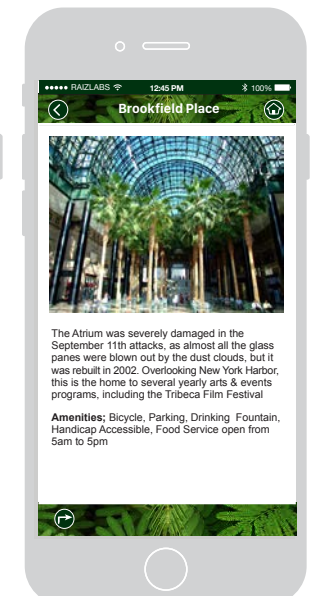 RAIZLABS 12:45 PM 100%
Brookfield Place
The Atrium was severely damaged in the
September 11th attacks, as almost all the glass
panes were blown out by the dust clouds, but it
was rebuilt in 2002. Overlooking New York Harbor,
this is the home to several yearly arts & events
programs, including the Tribeca Film Festival
Amenities; Bicycle, Parking, Drinking Fountain,
Handicap Accessible, Food Service open from
5am to 5pm